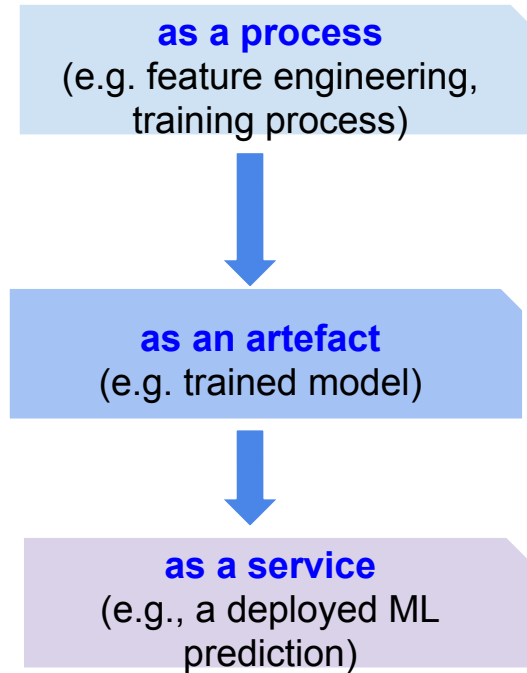 as a process
(e.g. feature engineering,
training process)
as an artefact
(e.g. trained model)
as a service
(e.g., a deployed ML
prediction)